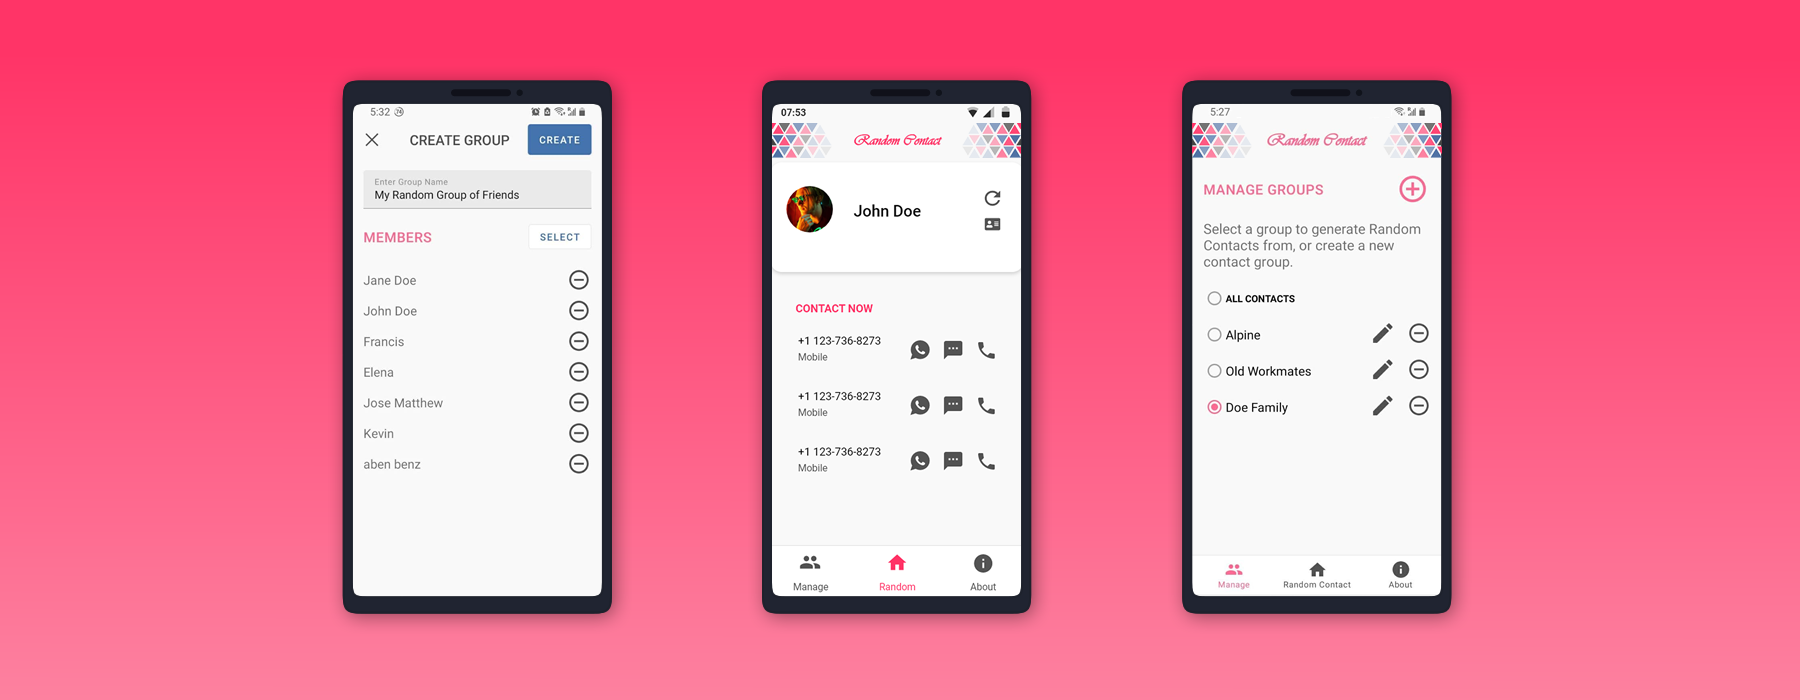 5:32
CREATE GROUP
CREATE
Enter Group Name
My Random Group of Friends
MEMBERS
SELECT
Jane Doe
John Doe
Francis
Elena
Jose Matthew
Kevin
aben benz
07:53
Random Contact
John Doe
CONTACT NOW
+1 123-736-8273
Mobile
+1 123-736-8273
Mobile
+1 123-736-8273
Mobile
Manage
Random
About
5:27
Random Contact
MANAGE GROUPS
Select a group to generate Random
Contacts from, or create a new
contact group.
ALL CONTACTS
Alpine
Old Workmates
Doe Family
Manage
Random Contact
About